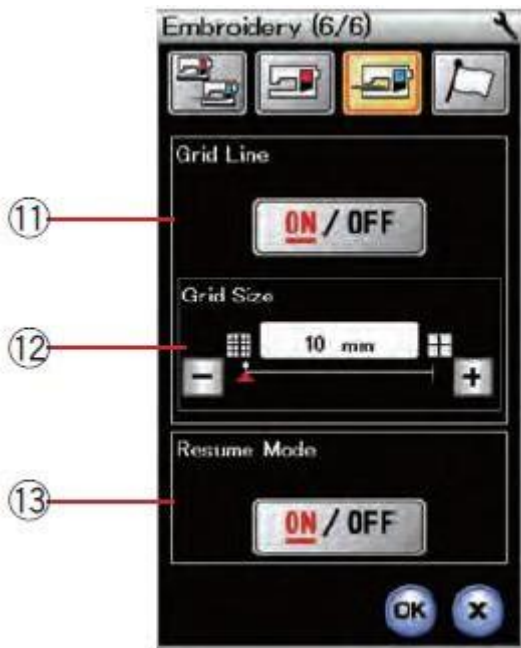 Embroidery (6/6)
Grid Line
⑪
ON / OFF
Grid Size
⑫
10 mm
− +
Resume Mode
⑬
ON / OFF
OK X